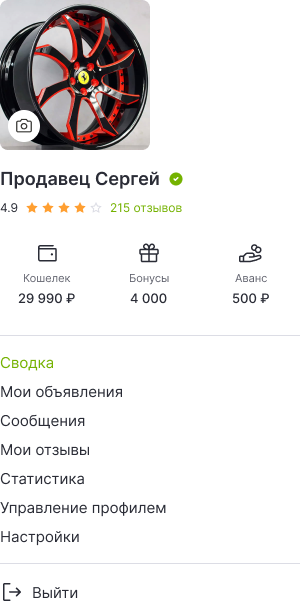 Продавец Сергей
4.9 215 отзывов
Кошелек Бонусы Аванс
29 990 ₽ 4 000 500 ₽
Сводка
Мои объявления
Сообщения
Мои отзывы
Статистика
Управление профилем
Настройки
Выйти